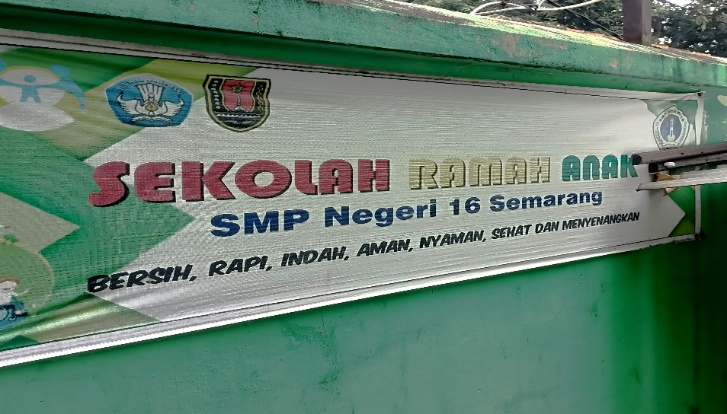 SEKOLAH RAMAH ANAK
SMP Negeri 16 Semarang
BERSIH, RAPI, INDAH, AMAN, NYAMAN, SEHAT DAN MENYENANGKAN